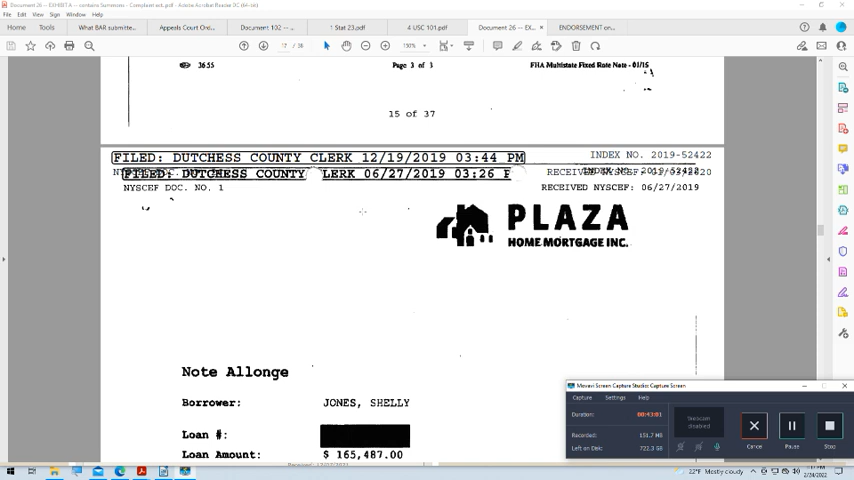 Document 26 -- EXHIBIT A -- contains Summons - Complaint ect..pdf - Adobe Acrobat Reader DC (64-bit)
File Edit View Sign Window Help
Home Tools What BAR submitte... Appeals Court Ord... Document 102 -- ... 1 Stat 23.pdf 4 USC 101.pdf Document 26 -- EX... × ENDORSEMENT on...
17 / 38 150%
3655 Page 3 of 3 FHA Multistate Fixed Rate Note - 01/15
15 of 37
FILED: DUTCHESS COUNTY CLERK 12/19/2019 03:44 PM INDEX NO. 2019-52422
FILED: DUTCHESS COUNTY LERK 06/27/2019 03:26 P
NYSCEF DOC. NO. 1 RECEIVED NYSCEF: 06/27/2019
PLAZA
HOME MORTGAGE INC.
Note Allonge
Borrower: JONES, SHELLY
Loan #:
Loan Amount: $ 165,487.00
Movavi Screen Capture Studio: Capture Screen
Capture Settings Help
Duration: 00:43:01
Webcam
disabled
Recorded: 151.7 MB
Left on Disk: 722.3 GB
Cancel Pause Stop
22°F Mostly cloudy
2/14/2022